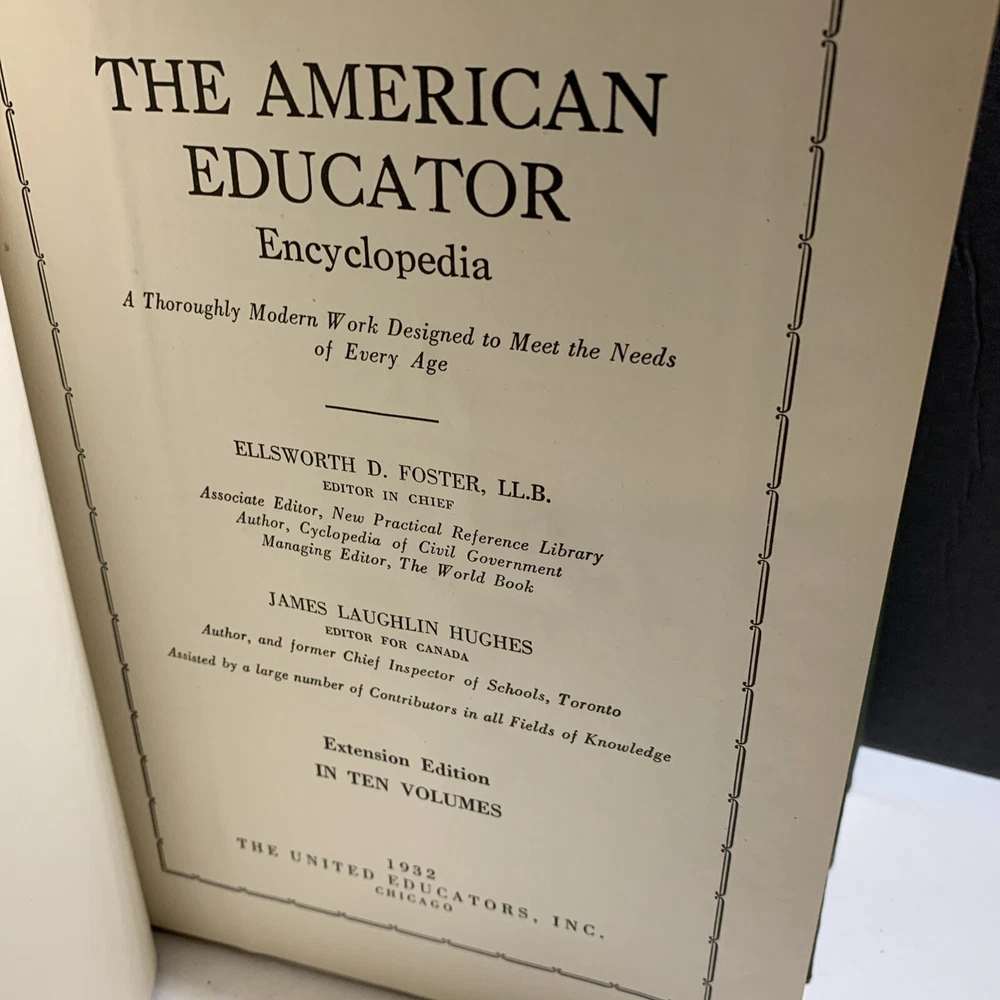 THE AMERICAN
EDUCATOR
Encyclopedia
A Thoroughly Modern Work Designed to Meet the Needs
of Every Age
ELLSWORTH D. FOSTER, LL.B.
EDITOR IN CHIEF
Associate Editor, New Practical Reference Library
Author, Cyclopedia of Civil Government
Managing Editor, The World Book
JAMES LAUGHLIN HUGHES
EDITOR FOR CANADA
Author, and former Chief Inspector of Schools, Toronto
Assisted by a large number of Contributors in all Fields of Knowledge
Extension Edition
IN TEN VOLUMES
1932
THE UNITED EDUCATORS, INC.
CHICAGO